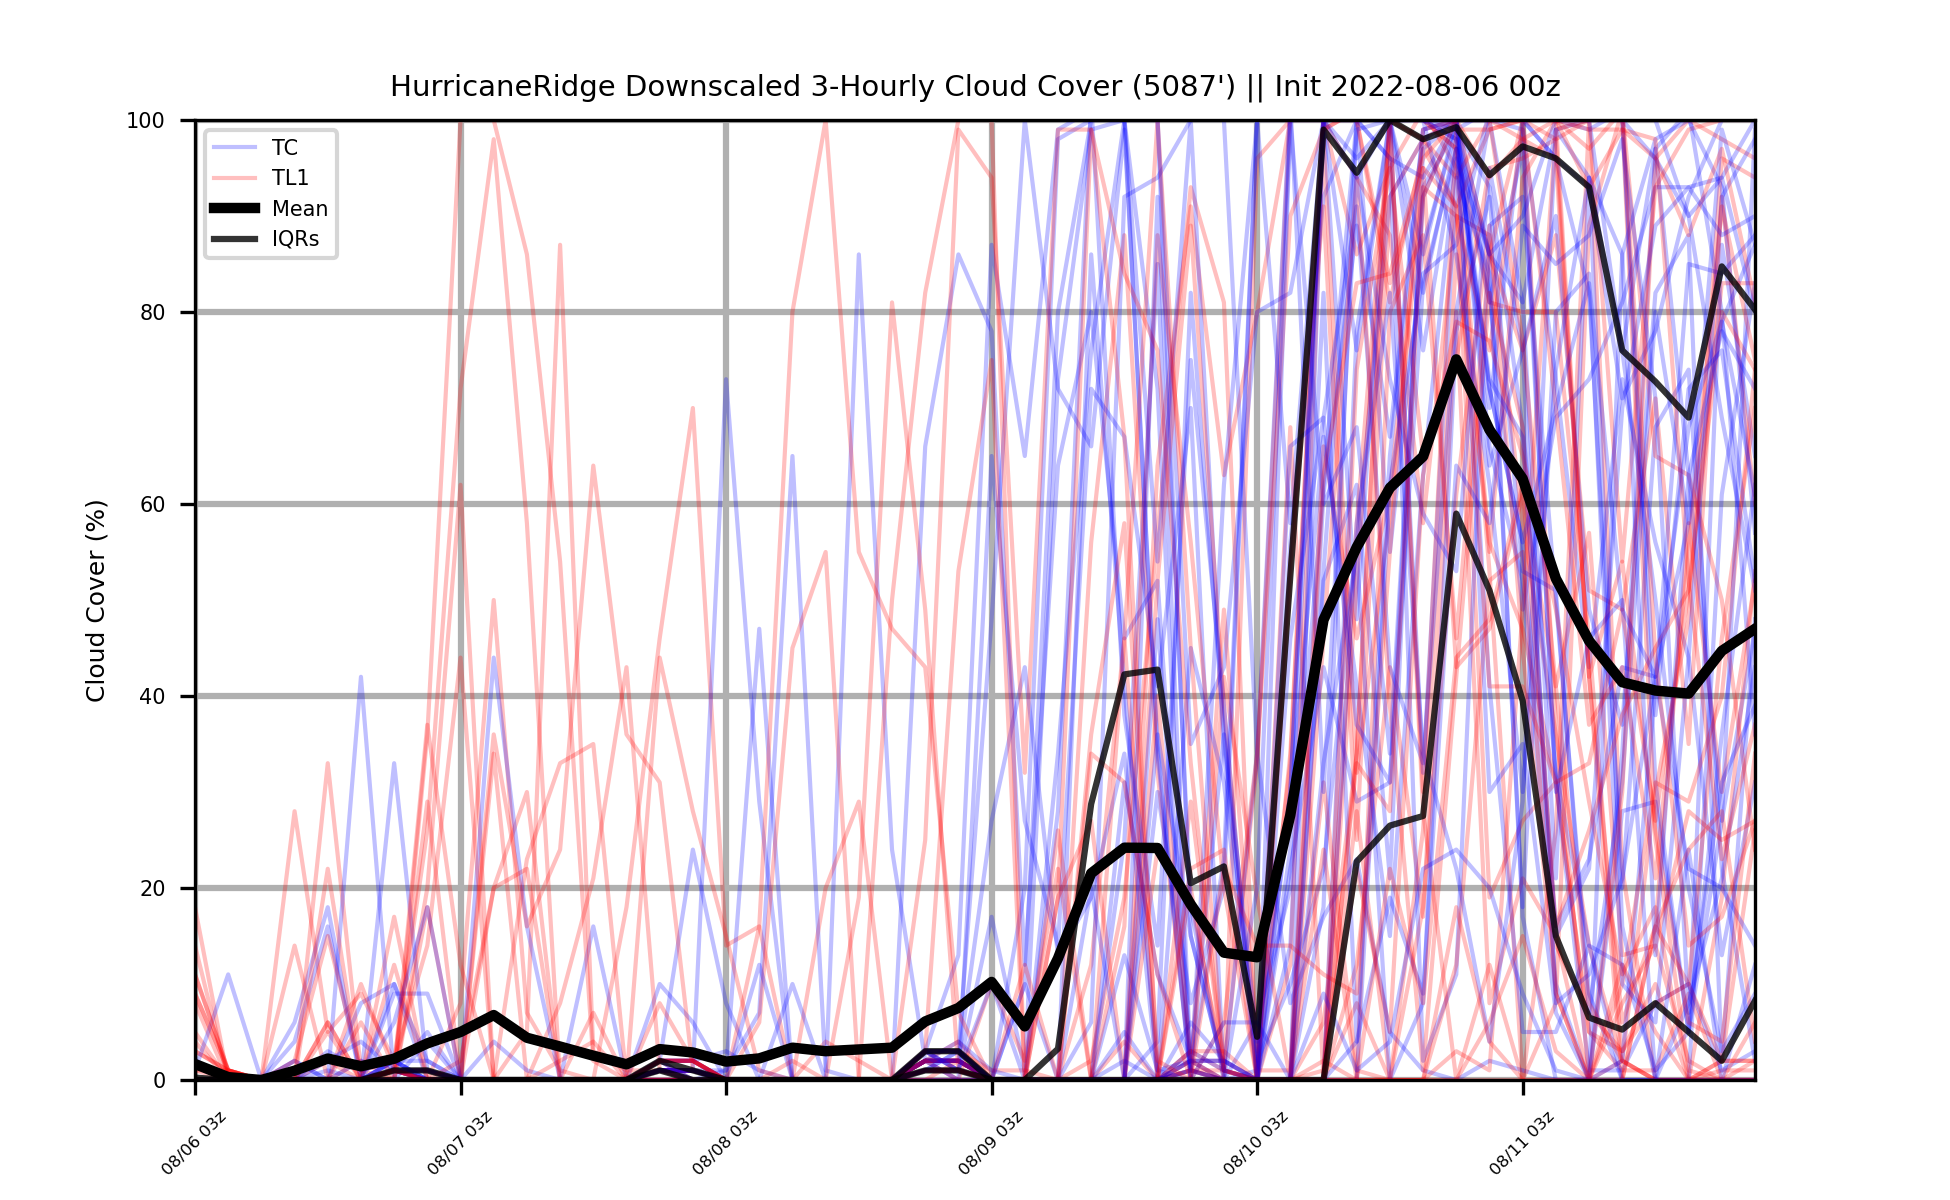 HurricaneRidge Downscaled 3-Hourly Cloud Cover (5087') || Init 2022-08-06 00z
Cloud Cover (%)
100
80
60
40
20
0
TC
TL1
Mean
IQRs
08/06 03z
08/07 03z
08/08 03z
08/09 03z
08/10 03z
08/11 03z